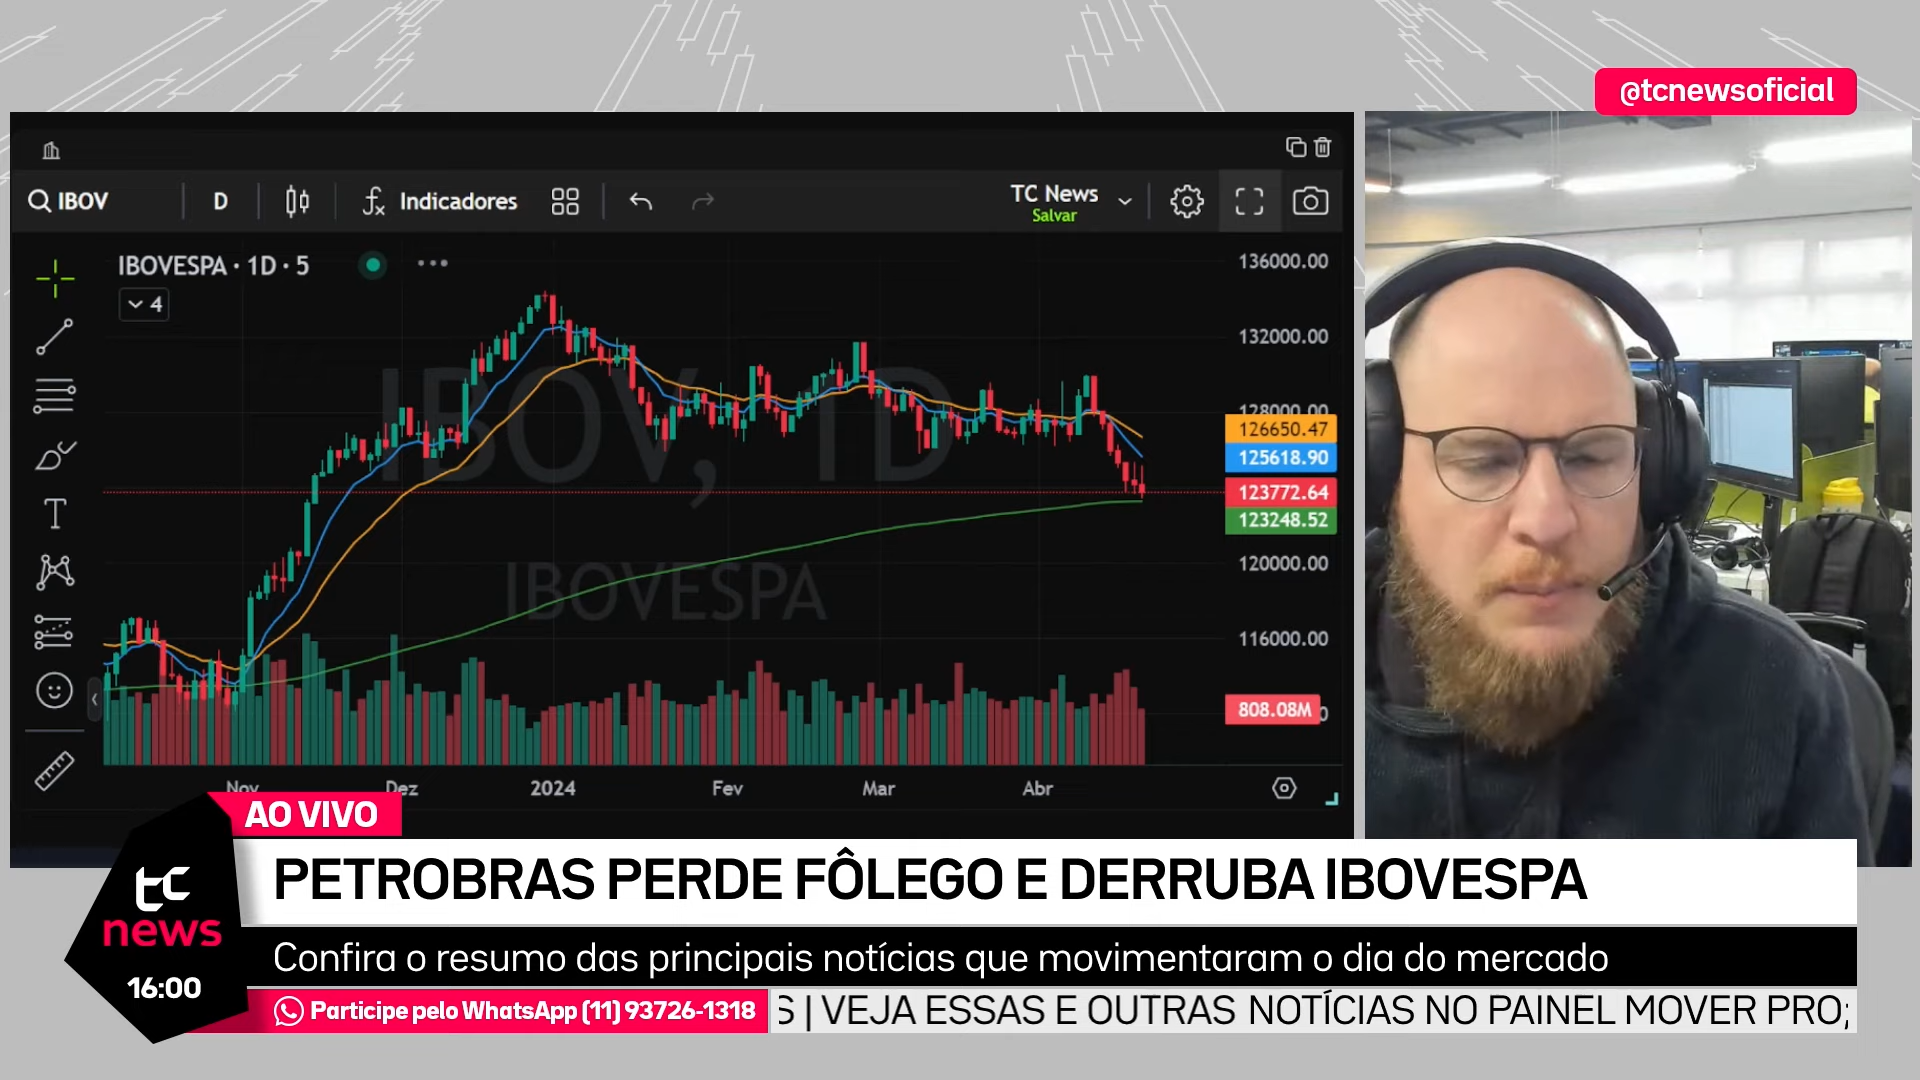 @tcnewsoficial
IBOV
D
Indicadores
TC News
Salvar
IBOVESPA · 1D · 5
4
136000.00
132000.00
128000.00
126650.47
125618.90
123772.64
123248.52
120000.00
116000.00
808.08M
IBOV, 1D
IBOVESPA
Nov
Dez
2024
Fev
Mar
Abr
AO VIVO
PETROBRAS PERDE FÔLEGO E DERRUBA IBOVESPA
tc
news
Confira o resumo das principais notícias que movimentaram o dia do mercado
16:00
Participe pelo WhatsApp (11) 93726-1318
S | VEJA ESSAS E OUTRAS NOTÍCIAS NO PAINEL MOVER PRO;